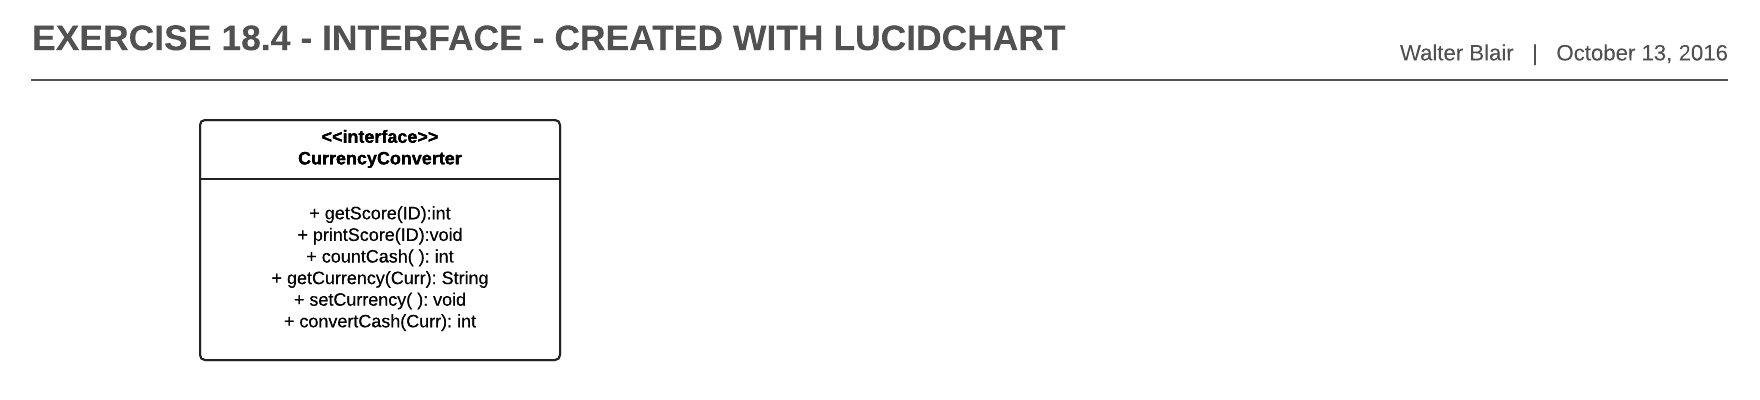 EXERCISE 18.4 - INTERFACE - CREATED WITH LUCIDCHART
Walter Blair | October 13, 2016
<<interface>>
CurrencyConverter
+ getScore(ID):int
+ printScore(ID):void
+ countCash( ): int
+ getCurrency(Curr): String
+ setCurrency( ): void
+ convertCash(Curr): int